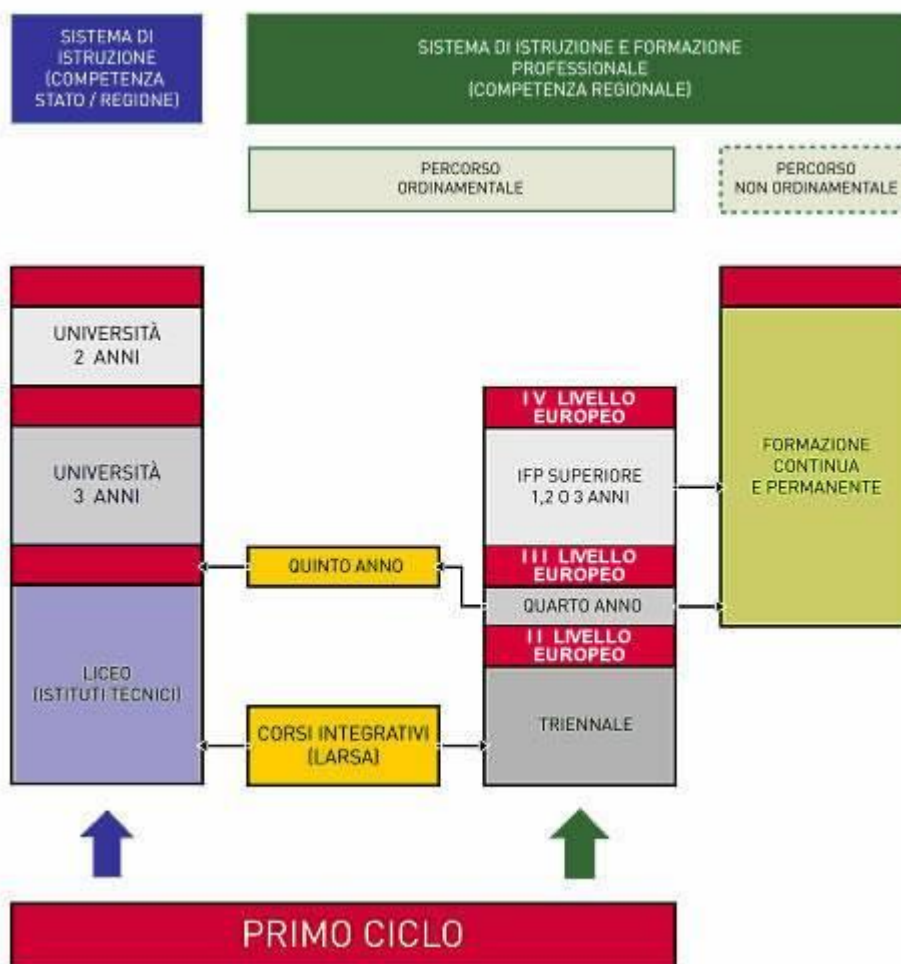 SISTEMA DI
ISTRUZIONE
(COMPETENZA
STATO / REGIONE)
SISTEMA DI ISTRUZIONE E FORMAZIONE
PROFESSIONALE
(COMPETENZA REGIONALE)
PERCORSO
ORDINAMENTALE
PERCORSO
NON ORDINAMENTALE
UNIVERSITÀ
2 ANNI
UNIVERSITÀ
3 ANNI
LICEO
(ISTITUTI TECNICI)
QUINTO ANNO
CORSI INTEGRATIVI
(LARSA)
IV LIVELLO
EUROPEO
IFP SUPERIORE
1,2 O 3 ANNI
III LIVELLO
EUROPEO
QUARTO ANNO
II LIVELLO
EUROPEO
TRIENNALE
FORMAZIONE
CONTINUA
E PERMANENTE
PRIMO CICLO